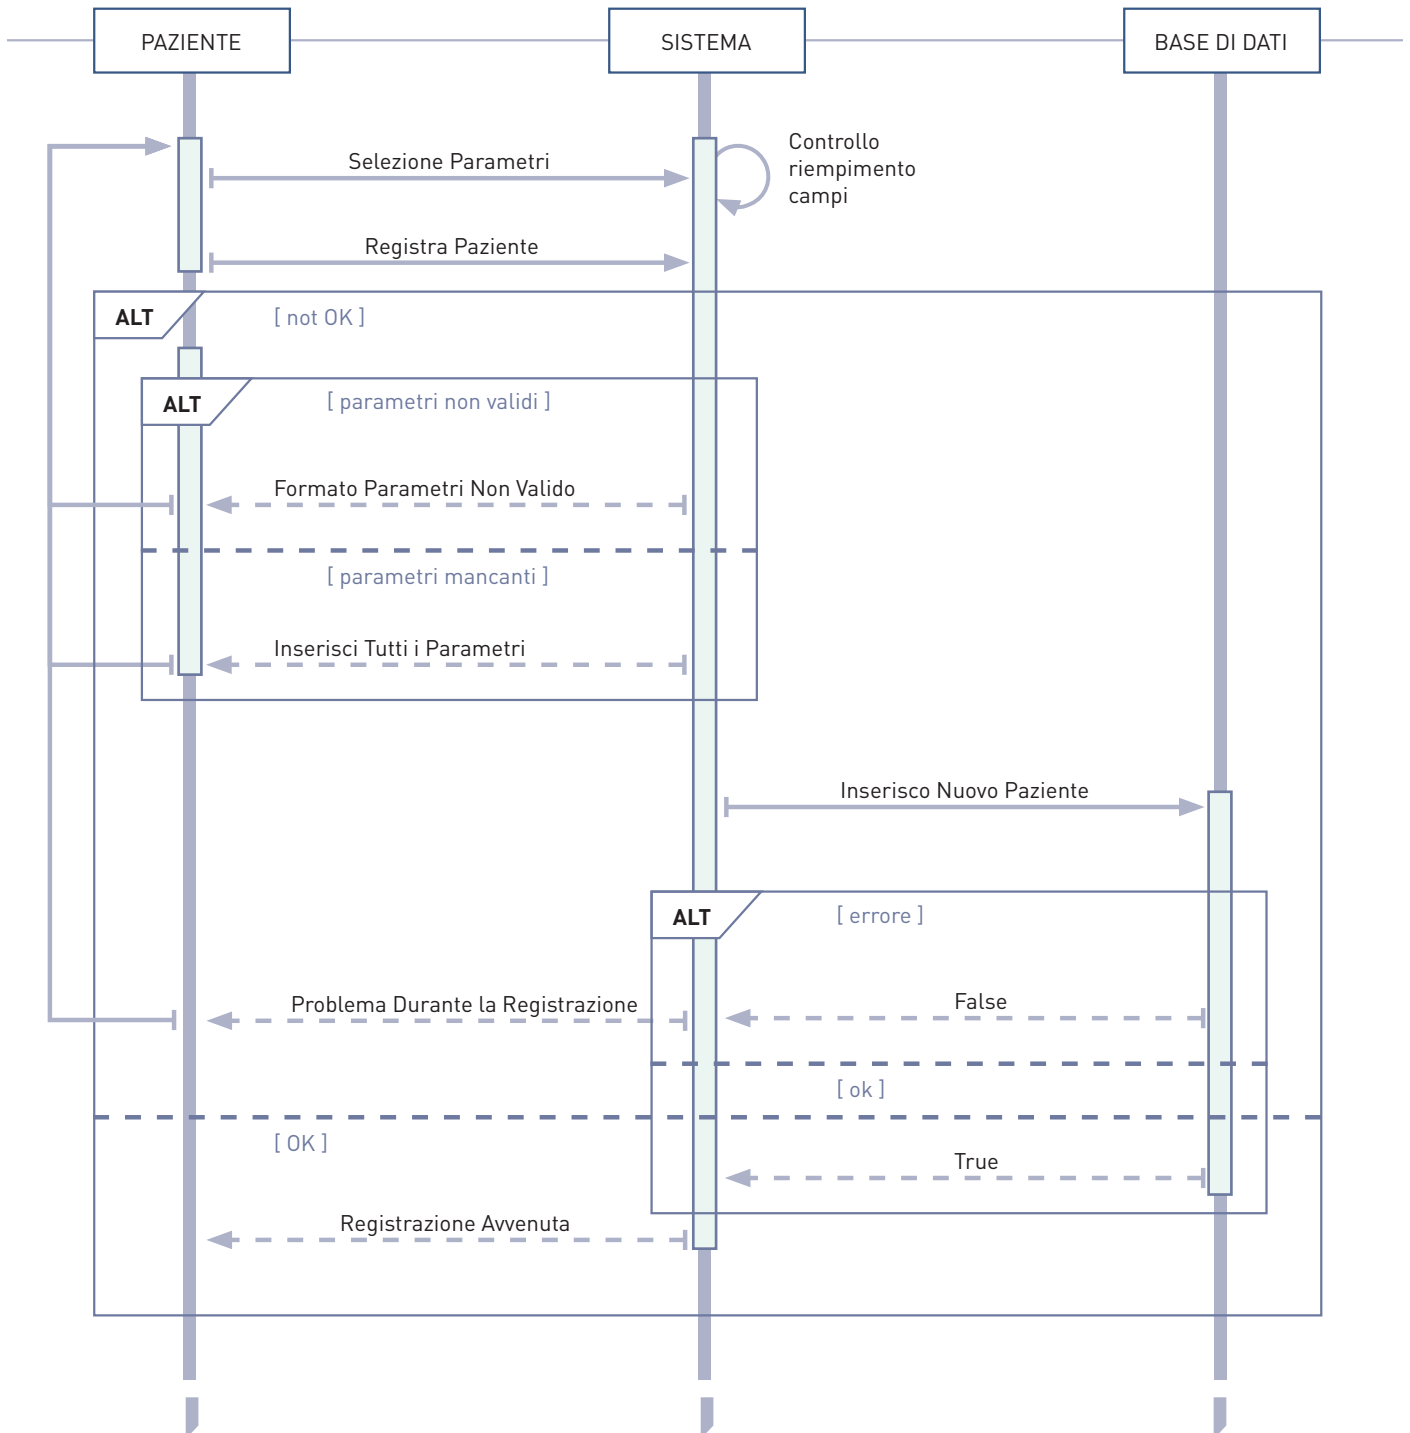 PAZIENTE
SISTEMA
BASE DI DATI
Controllo
riempimento
campi
Selezione Parametri
Registra Paziente
ALT
[ not OK ]
ALT
[ parametri non validi ]
Formato Parametri Non Valido
[ parametri mancanti ]
Inserisci Tutti i Parametri
Inserisco Nuovo Paziente
ALT
[ errore ]
Problema Durante la Registrazione
False
[ ok ]
[ OK ]
True
Registrazione Avvenuta